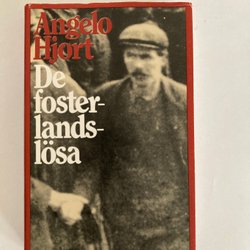 Angelo
Hjort
De
foster-
lands-
lösa